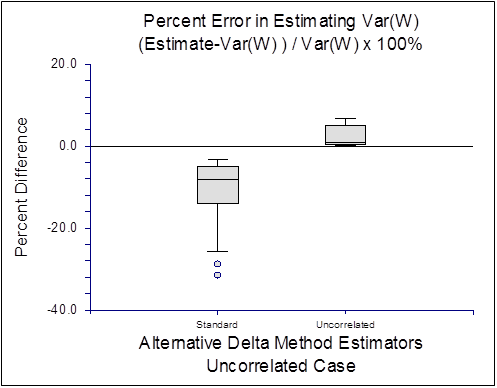 Percent Error in Estimating Var(W)
(Estimate-Var(W) ) / Var(W) x 100%
20.0
0.0
-20.0
-40.0
Percent Difference
Standard
Uncorrelated
Alternative Delta Method Estimators
Uncorrelated Case